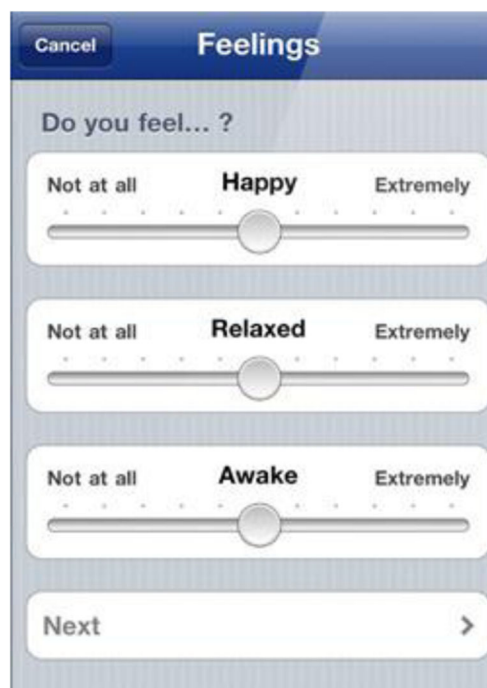 Cancel Feelings
Do you feel... ?
Not at all Happy Extremely
Not at all Relaxed Extremely
Not at all Awake Extremely
Next